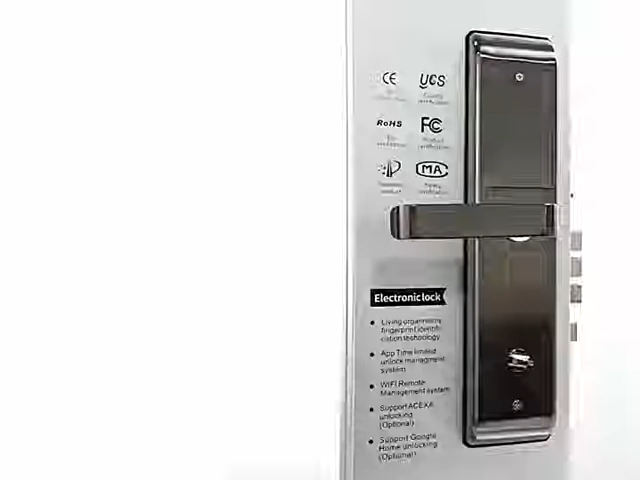 CE
UCS
RoHS
FC
MA
Electronic lock
Living organisms
fingerprint identifi-
cation technology
App Time limited
unlock managment
system
WIFI Remote
Management system
Support
unlocking
(Optional)
Support Google
Home unlocking
(Optional)